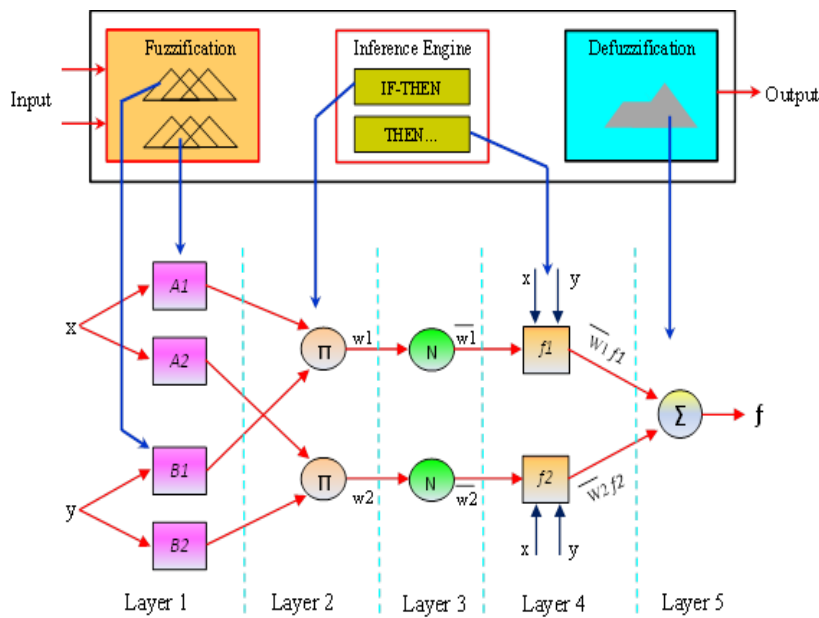 Fuzzification
Inference Engine
Defuzzification
Input
IF-THEN
THEN...
Output
x
y
A1
A2
B1
B2
x
y
Π
w1
N
w1
f1
W1 f1
Π
w2
N
w2
f2
W2 f2
x
y
Σ
f
Layer 1
Layer 2
Layer 3
Layer 4
Layer 5